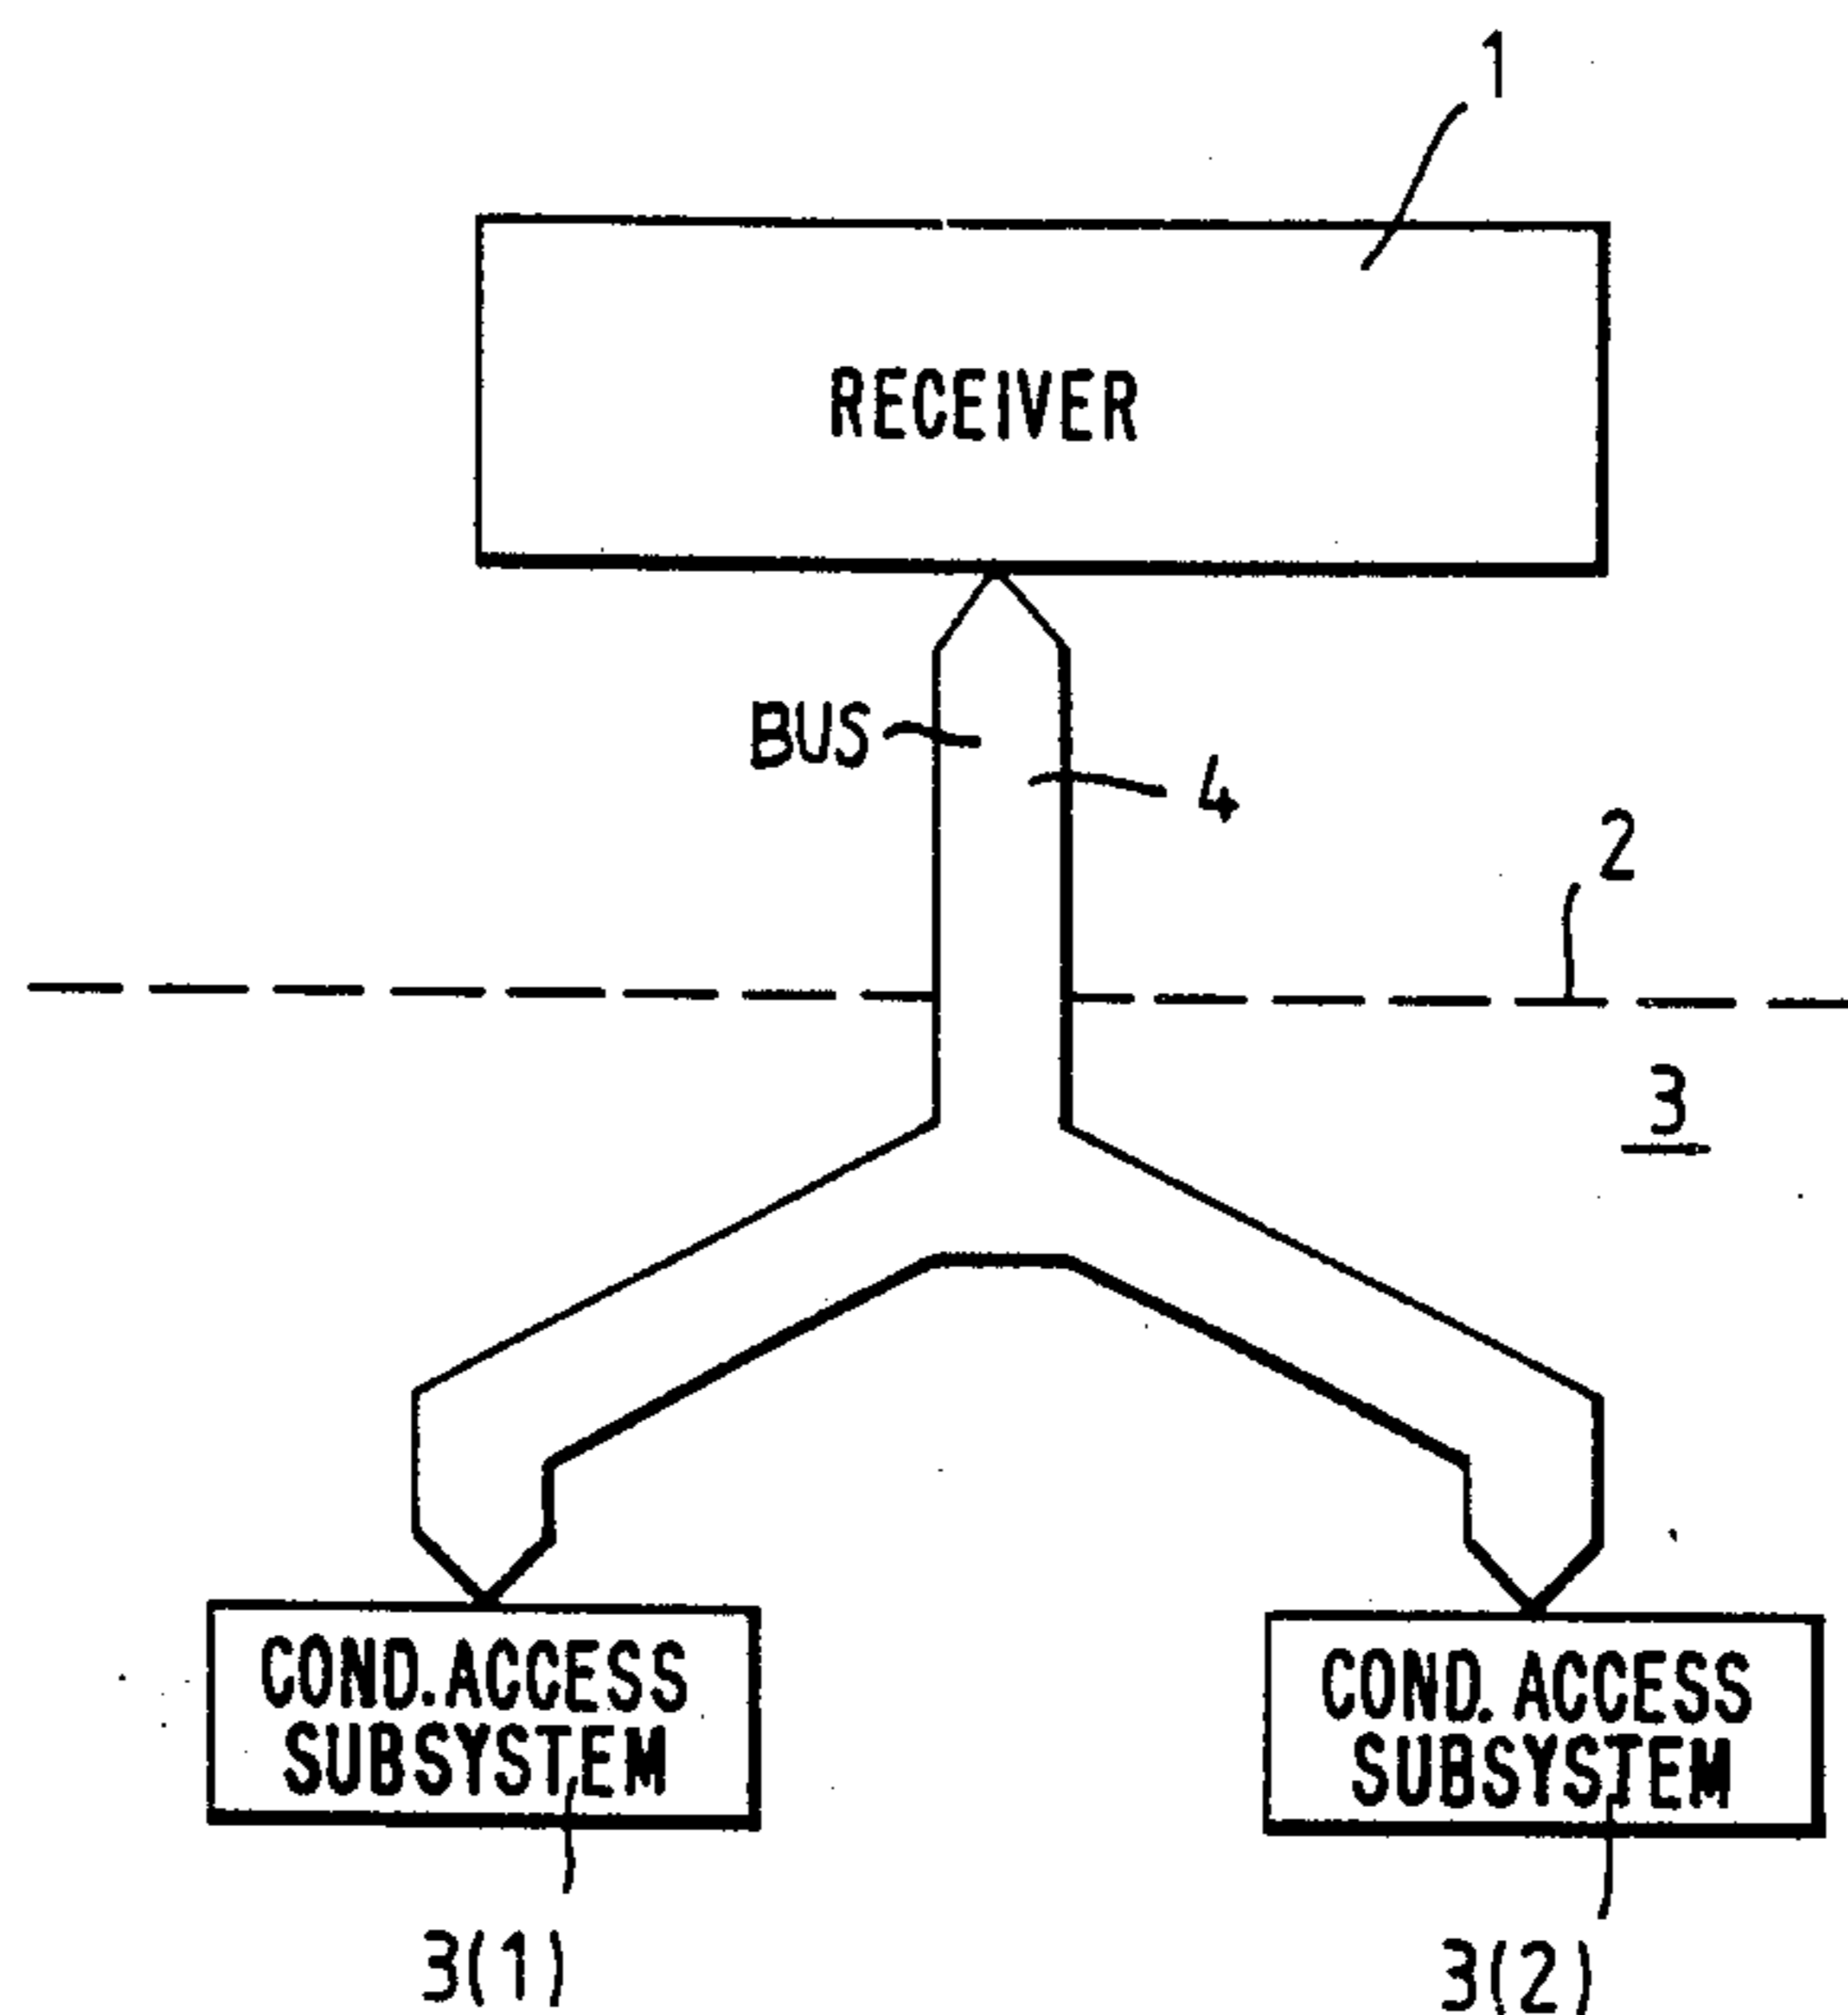 1
RECEIVER
BUS
4
2
3
COND. ACCESS
SUBSYSTEM
COND. ACCESS
SUBSYSTEM
3(1)
3(2)